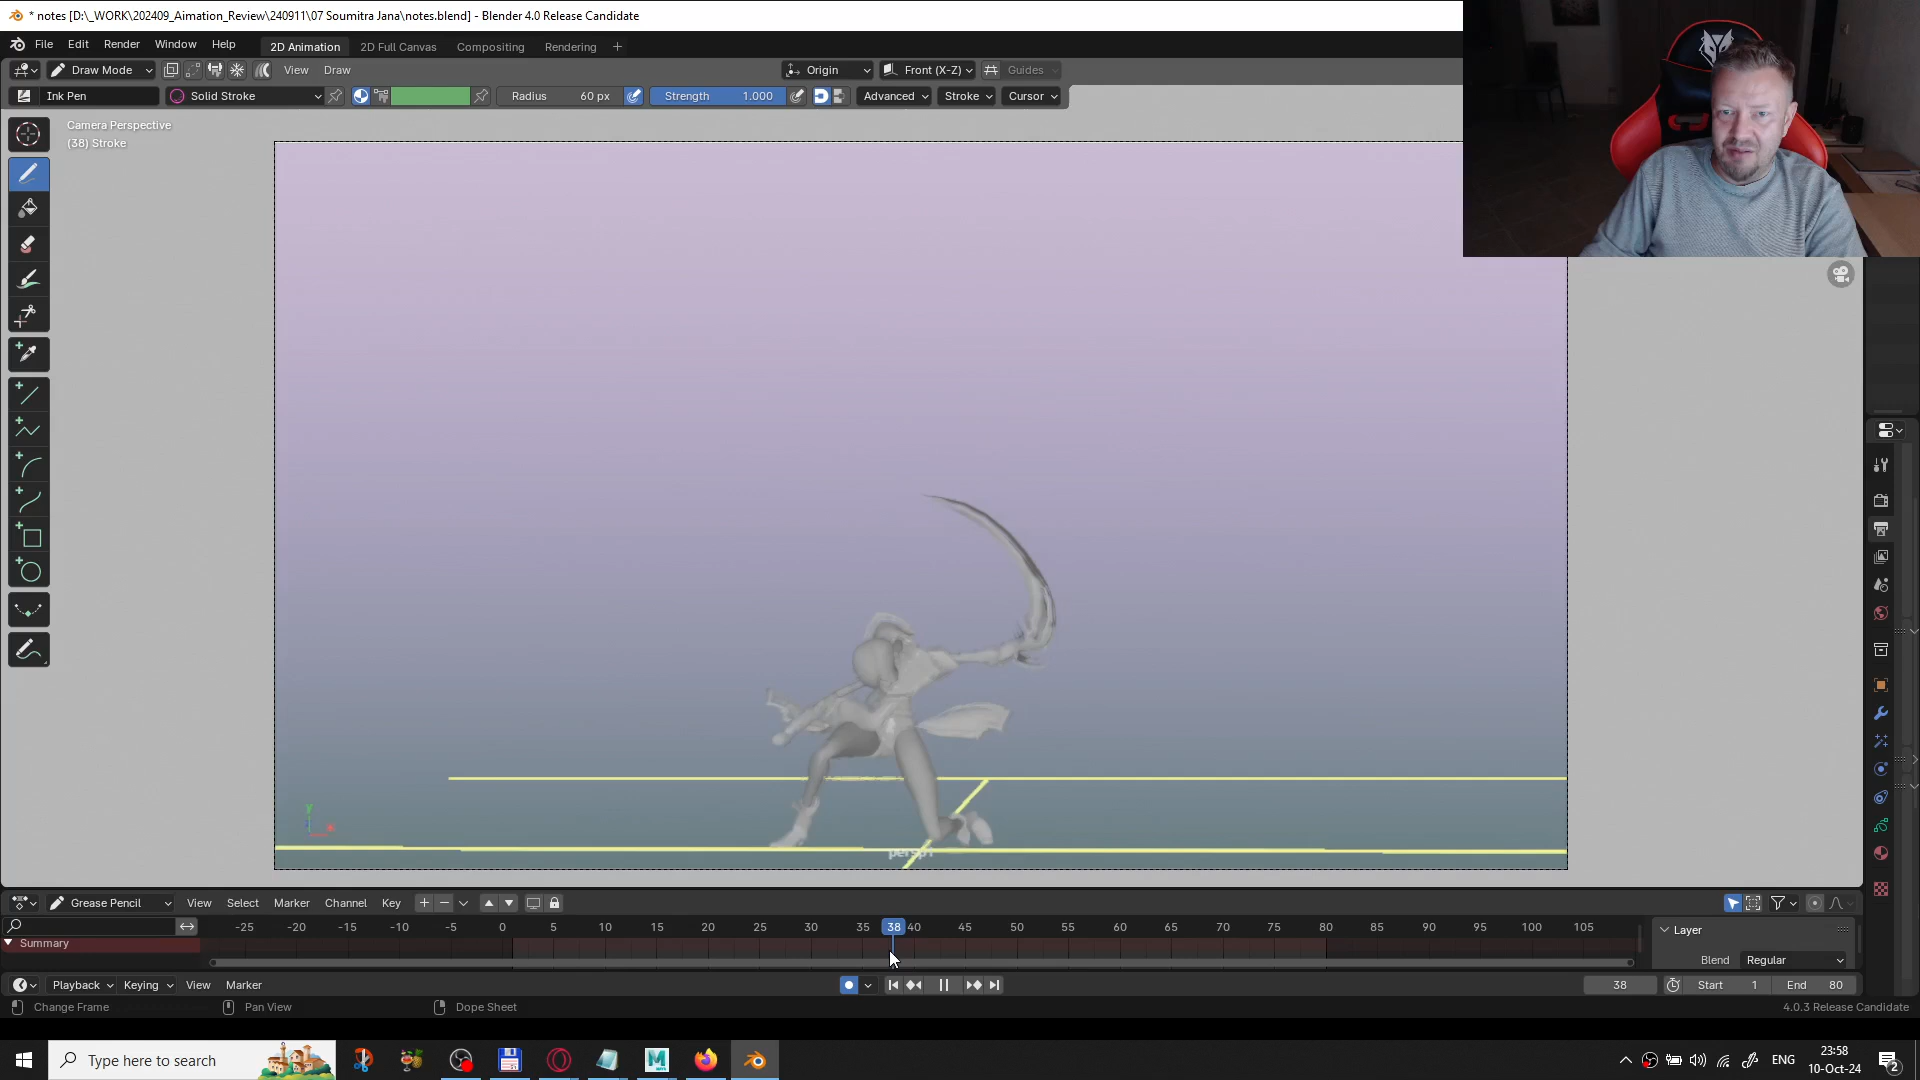 * notes [D:\_WORK\202409_Aimation_Review\240911\07 Soumitra Jana\notes.blend] - Blender 4.0 Release Candidate
File Edit Render Window Help 2D Animation 2D Full Canvas Compositing Rendering +
Draw Mode View Draw Origin Front (X-Z) Guides
Ink Pen Solid Stroke Radius 60 px Strength 1.000 Advanced Stroke Cursor
Camera Perspective
(38) Stroke
y
persp1
Grease Pencil View Select Marker Channel Key
-25 -20 -15 -10 -5 0 5 10 15 20 25 30 35 38 40 45 50 55 60 65 70 75 80 85 90 95 100 105
Layer
Summary
Blend Regular
Playback Keying View Marker 38 Start 1 End 80
Change Frame Pan View Dope Sheet 4.0.3 Release Candidate
Type here to search
ENG
23:58
10-Oct-24
2